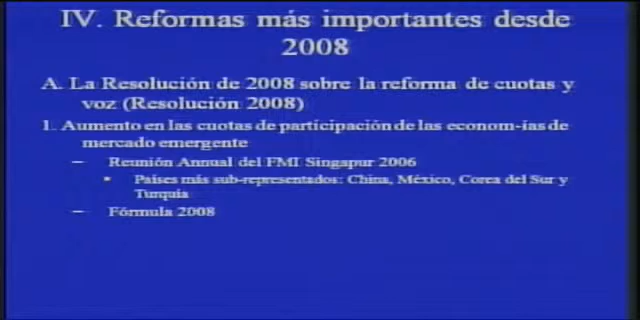 IV. Reformas más importantes desde
2008
A. La Resolución de 2008 sobre la reforma de cuotas y
voz (Resolución 2008)
1. Aumento en las cuotas de participación de las econom-ías de
mercado emergente
– Reunión Annual del FMI Singapur 2006
• Países más sub-representados: China, México, Corea del Sur y
Turquía
– Fórmula 2008